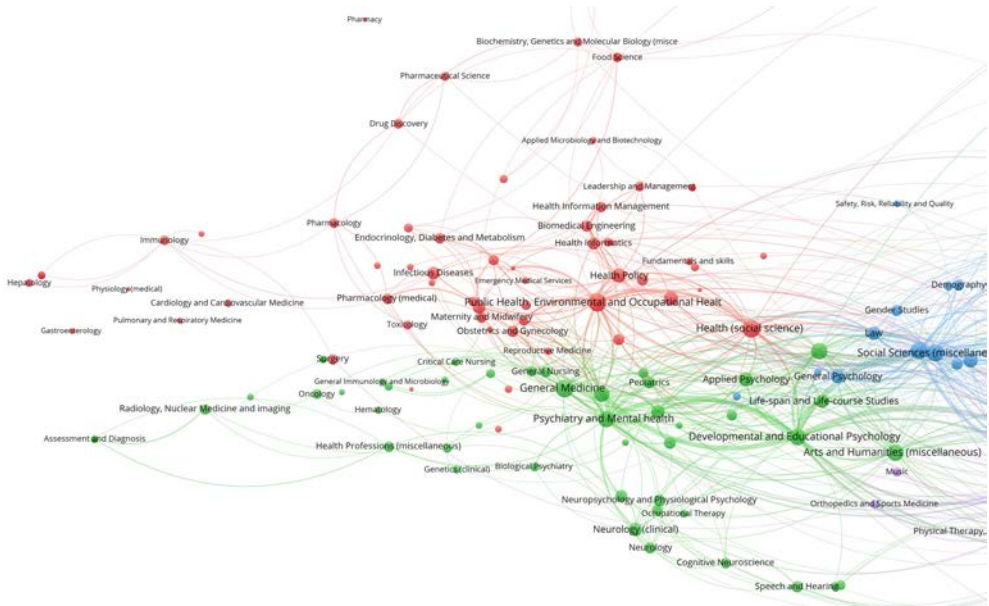 Pharmacy
Biochemistry, Genetics and Molecular Biology (misce
Food Science
Pharmaceutical Science
Drug Discovery
Applied Microbiology and Biotechnology
Leadership and Management
Health Information Management
Safety, Risk, Reliability and Quality
Pharmacology
Biomedical Engineering
Immunology
Endocrinology, Diabetes and Metabolism
Health Informatics
Fundamentals and skills
Infectious Diseases
Health Policy
Hepatology
Emergency Medical Services
Demography
Physiology (medical)
Pharmacology (medical)
Cardiology and Cardiovascular Medicine
Public Health, Environmental and Occupational Healt
Gender Studies
Maternity and Midwifery
Pulmonary and Respiratory Medicine
Toxicology
Health (social science)
Gastroenterology
Obstetrics and Gynecology
Law
Reproductive Medicine
Social Sciences (miscellane
Surgery
Critical Care Nursing
General Nursing
General Psychology
General Immunology and Microbiology
Pediatrics
Applied Psychology
General Medicine
Oncology
Life-span and Life-course Studies
Radiology, Nuclear Medicine and imaging
Hematology
Psychiatry and Mental health
Assessment and Diagnosis
Developmental and Educational Psychology
Health Professions (miscellaneous)
Arts and Humanities (miscellaneous)
Genetics (clinical)
Biological Psychiatry
Music
Neuropsychology and Physiological Psychology
Orthopedics and Sports Medicine
Occupational Therapy
Neurology (clinical)
Physical Therapy,
Neurology
Cognitive Neuroscience
Speech and Hearing